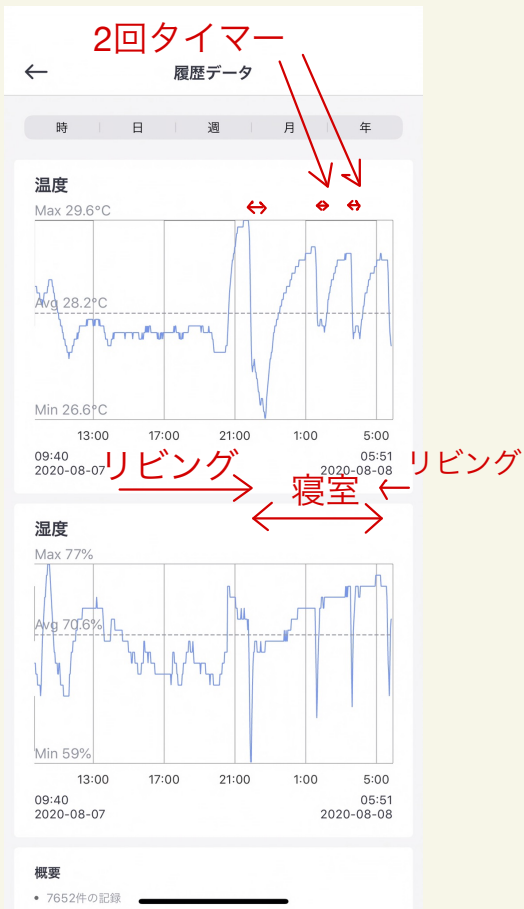 2回タイマー
履歴データ
時 日 週 月 年
温度
Max 29.6°C
Avg 28.2°C
Min 26.6°C
13:00 17:00 21:00 1:00 5:00
09:40 05:51
2020-08-07 2020-08-08
リビング 寝室 リビング
湿度
Max 77%
Avg 70.6%
Min 59%
13:00 17:00 21:00 1:00 5:00
09:40 05:51
2020-08-07 2020-08-08
概要
• 7652件の記録